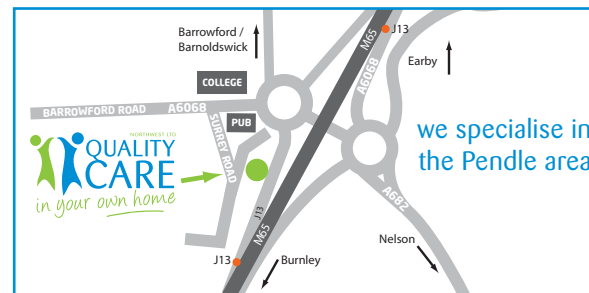 Barrowford /
Barnoldswick
M65
J13
A6068
Earby
COLLEGE
BARROWFORD ROAD A6068
PUB
SURREY ROAD
NORTHWEST LTD
QUALITY
CARE
in your own home
we specialise in
the Pendle area
A682
J13
M65
J13
Burnley
Nelson